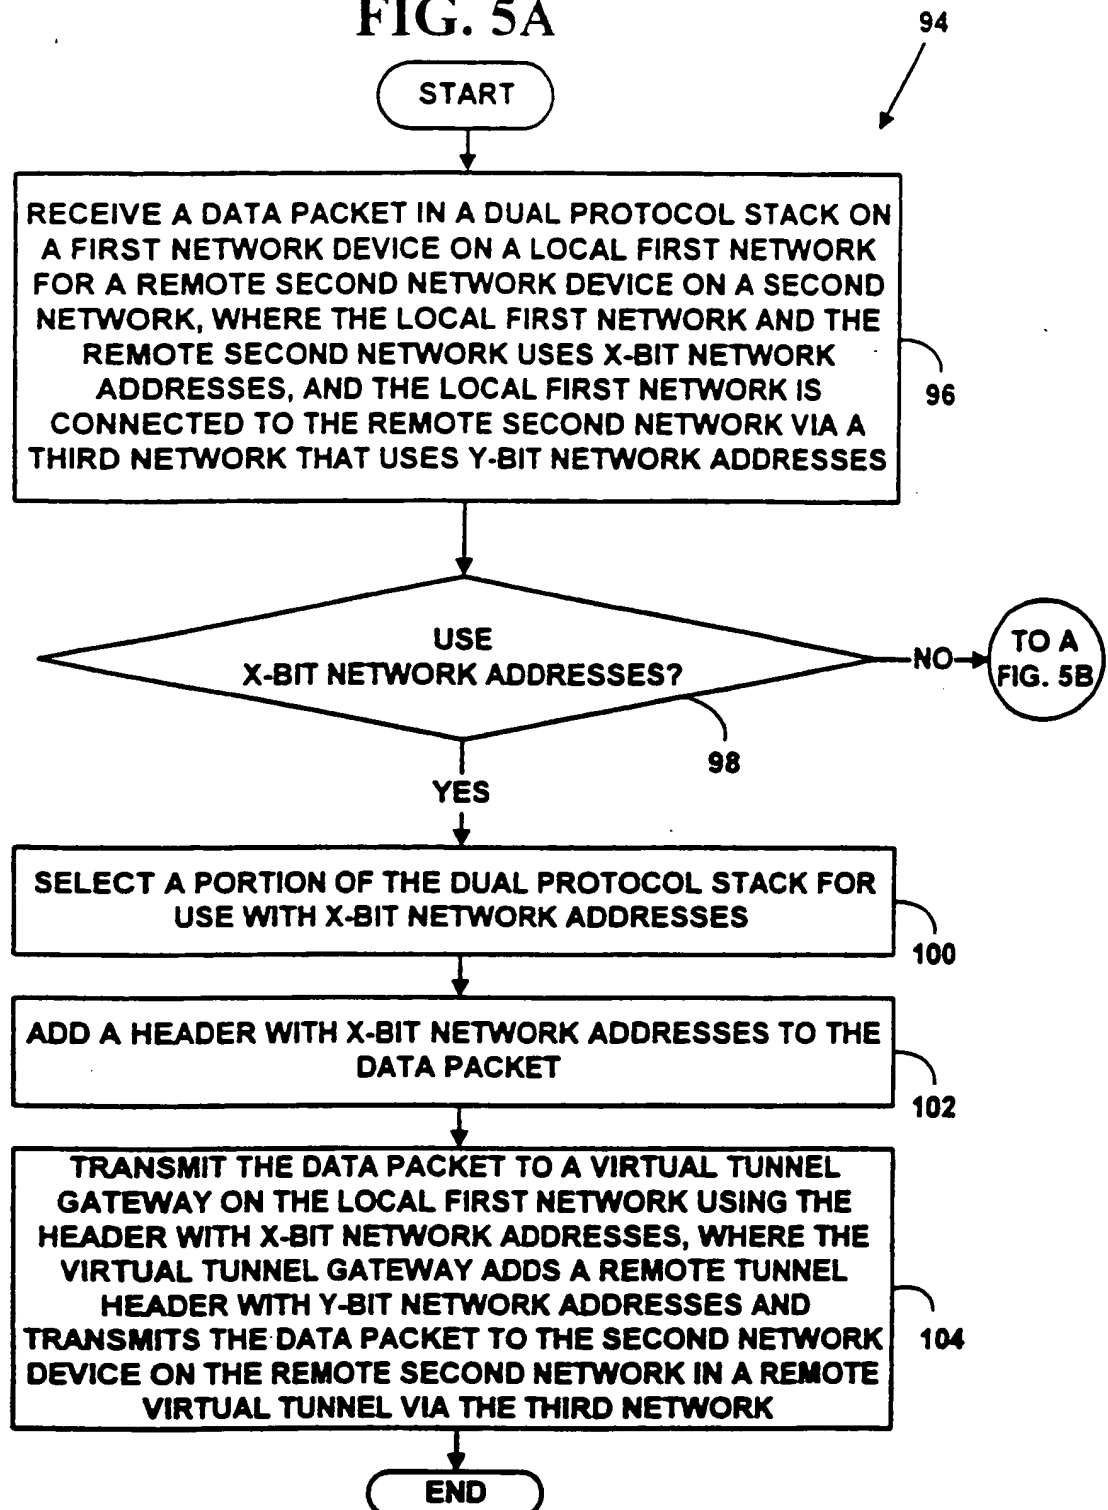 FIG. 5A
94
START
RECEIVE A DATA PACKET IN A DUAL PROTOCOL STACK ON
A FIRST NETWORK DEVICE ON A LOCAL FIRST NETWORK
FOR A REMOTE SECOND NETWORK DEVICE ON A SECOND
NETWORK, WHERE THE LOCAL FIRST NETWORK AND THE
REMOTE SECOND NETWORK USES X-BIT NETWORK
ADDRESSES, AND THE LOCAL FIRST NETWORK IS
CONNECTED TO THE REMOTE SECOND NETWORK VIA A
THIRD NETWORK THAT USES Y-BIT NETWORK ADDRESSES
96
USE
X-BIT NETWORK ADDRESSES?
NO
TO A
FIG. 5B
98
YES
SELECT A PORTION OF THE DUAL PROTOCOL STACK FOR
USE WITH X-BIT NETWORK ADDRESSES
100
ADD A HEADER WITH X-BIT NETWORK ADDRESSES TO THE
DATA PACKET
102
TRANSMIT THE DATA PACKET TO A VIRTUAL TUNNEL
GATEWAY ON THE LOCAL FIRST NETWORK USING THE
HEADER WITH X-BIT NETWORK ADDRESSES, WHERE THE
VIRTUAL TUNNEL GATEWAY ADDS A REMOTE TUNNEL
HEADER WITH Y-BIT NETWORK ADDRESSES AND
TRANSMITS THE DATA PACKET TO THE SECOND NETWORK
DEVICE ON THE REMOTE SECOND NETWORK IN A REMOTE
VIRTUAL TUNNEL VIA THE THIRD NETWORK
104
END